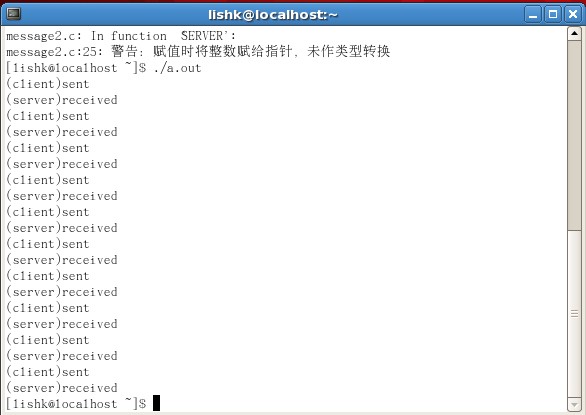 lishk@localhost:~
message2.c: In function ‘SERVER’:
message2.c:25: 警告: 赋值时将整数赋给指针，未作类型转换
[lishk@localhost ~]$ ./a.out
(client)sent
(server)received
(client)sent
(server)received
(client)sent
(server)received
(client)sent
(server)received
(client)sent
(server)received
(client)sent
(server)received
(client)sent
(server)received
(client)sent
(server)received
(client)sent
(server)received
(client)sent
(server)received
[lishk@localhost ~]$